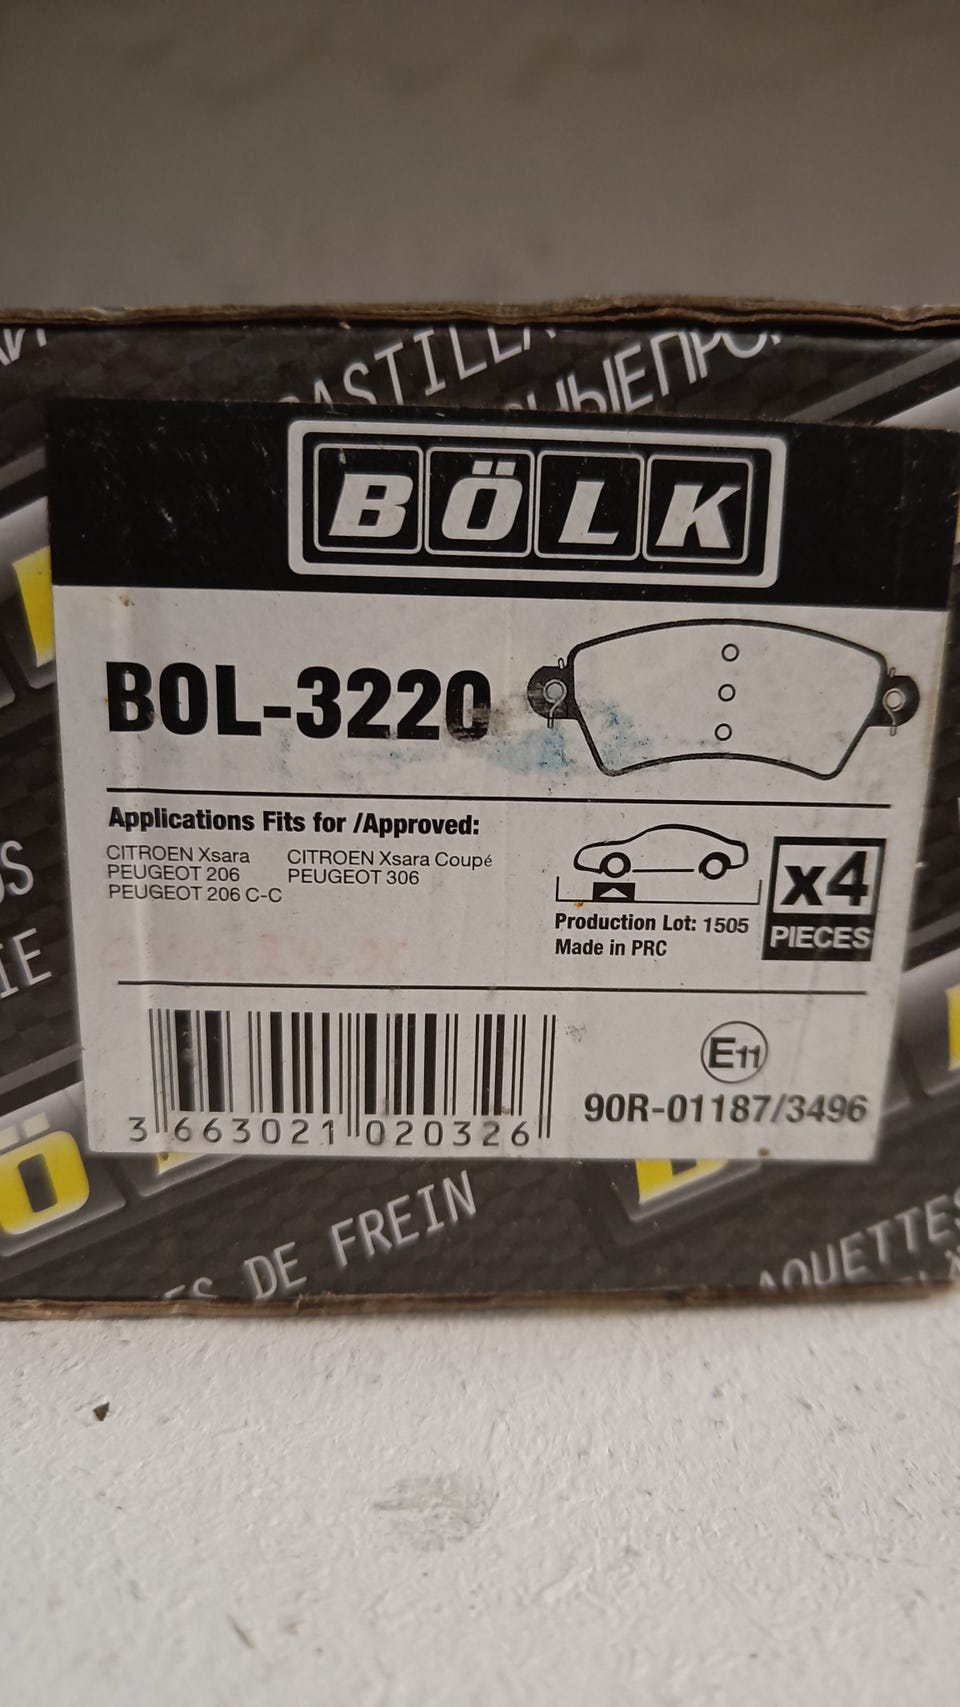 BÖLK
BOL-3220
Applications Fits for /Approved:
CITROEN Xsara
PEUGEOT 206
PEUGEOT 206 C-C
CITROEN Xsara Coupé
PEUGEOT 306
Production Lot: 1505
Made in PRC
x4
PIECES
3 663021 020326
E11
90R-01187/3496
DE FREIN